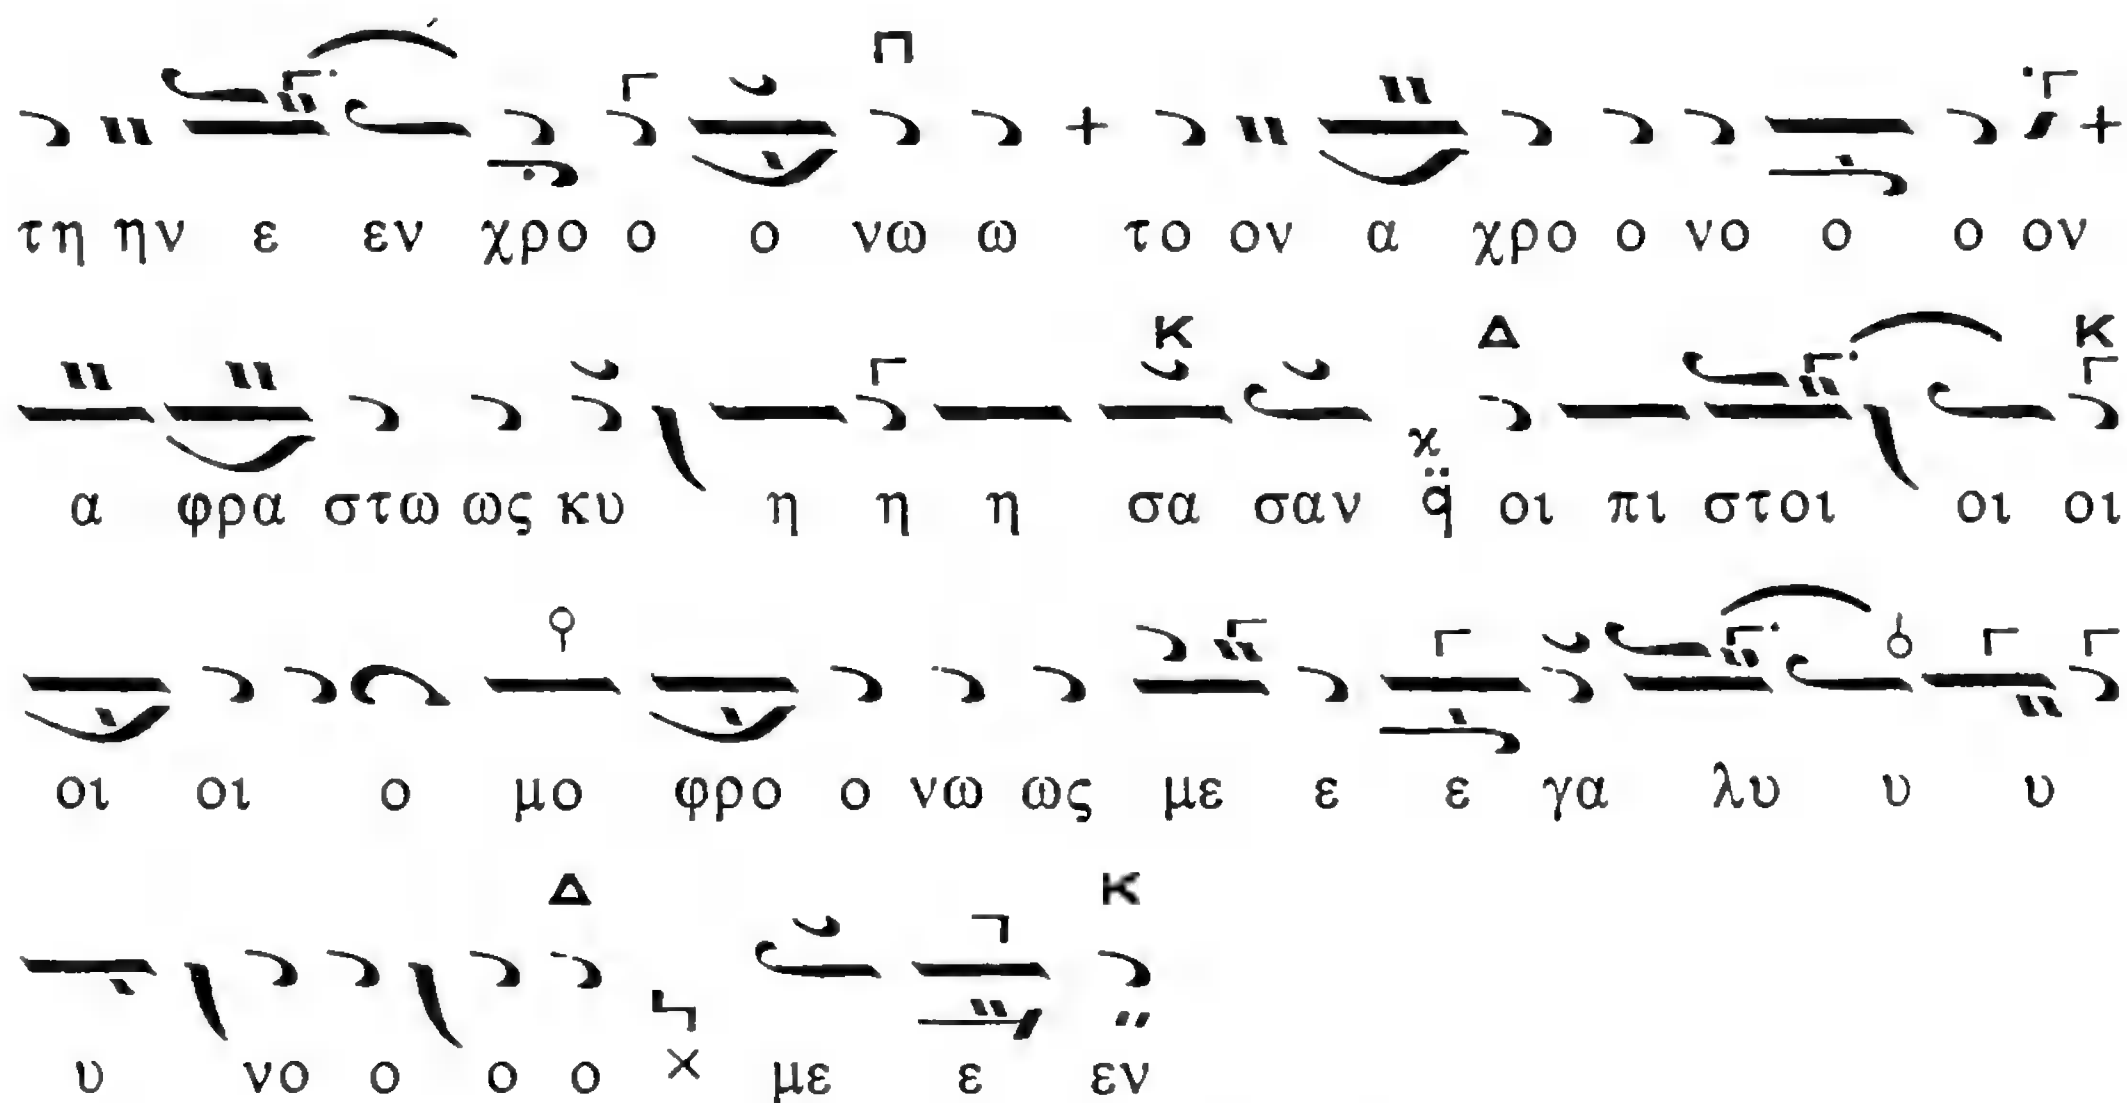 Π
τη ην ε εν χρο ο ο νω ω το ον α χρο ο νο ο ο ον
Κ Δ Κ
α φρα στω ως κυ η η η σα σαν χ q̈ οι πι στοι οι οι
οι οι ο μο φρο ο νω ως με ε ε γα λυ υ υ
Δ Κ
υ νο ο ο ο με ε εν